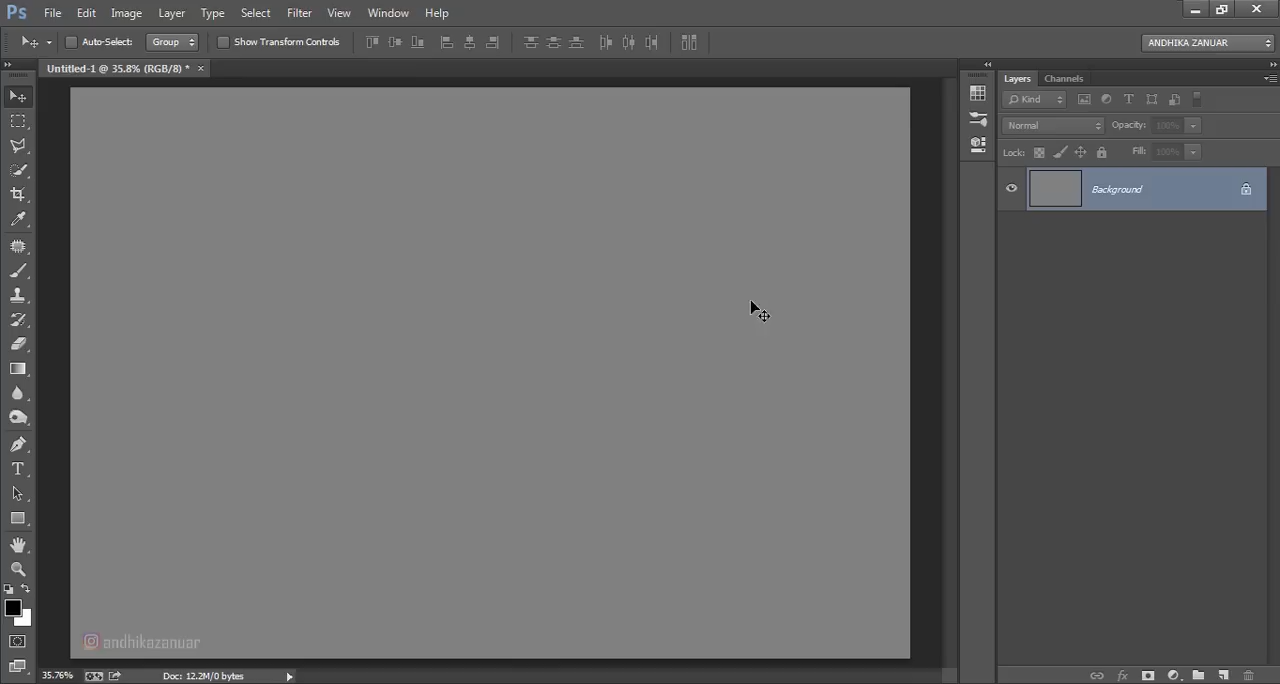 Ps File Edit Image Layer Type Select Filter View Window Help
Auto-Select: Group Show Transform Controls ANDHIKA ZANUAR
Untitled-1 @ 35.8% (RGB/8) * ×
Layers Channels
Kind
Normal Opacity: 100%
Lock: Fill: 100%
Background
andhikazanuar
35.76% Doc: 12.2M/0 bytes